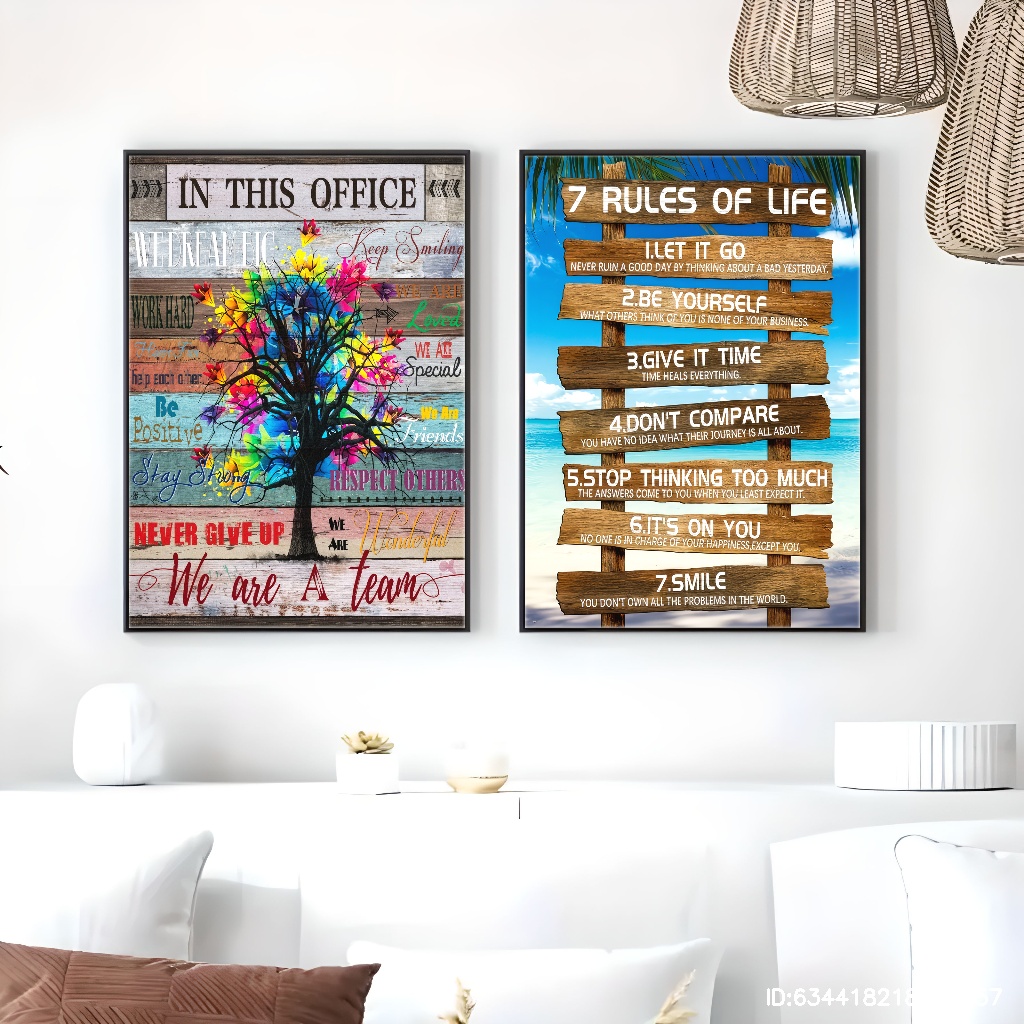 IN THIS OFFICE
Keep Smiling
WORK HARD
Loved
WE ARE
Special
help each other
Be
Positive
We Are
Friends
Stay Strong
RESPECT OTHERS
NEVER GIVE UP
WE
ARE
Wonderful
We are A team
7 RULES OF LIFE
1.LET IT GO
NEVER RUIN A GOOD DAY BY THINKING ABOUT A BAD YESTERDAY.
2.BE YOURSELF
WHAT OTHERS THINK OF YOU IS NONE OF YOUR BUSINESS.
3.GIVE IT TIME
TIME HEALS EVERYTHING.
4.DON'T COMPARE
YOU HAVE NO IDEA WHAT THEIR JOURNEY IS ALL ABOUT.
5.STOP THINKING TOO MUCH
THE ANSWERS COME TO YOU WHEN YOU LEAST EXPECT IT.
6.IT'S ON YOU
NO ONE IS IN CHARGE OF YOUR HAPPINESS,EXCEPT YOU.
7.SMILE
YOU DON'T OWN ALL THE PROBLEMS IN THE WORLD.